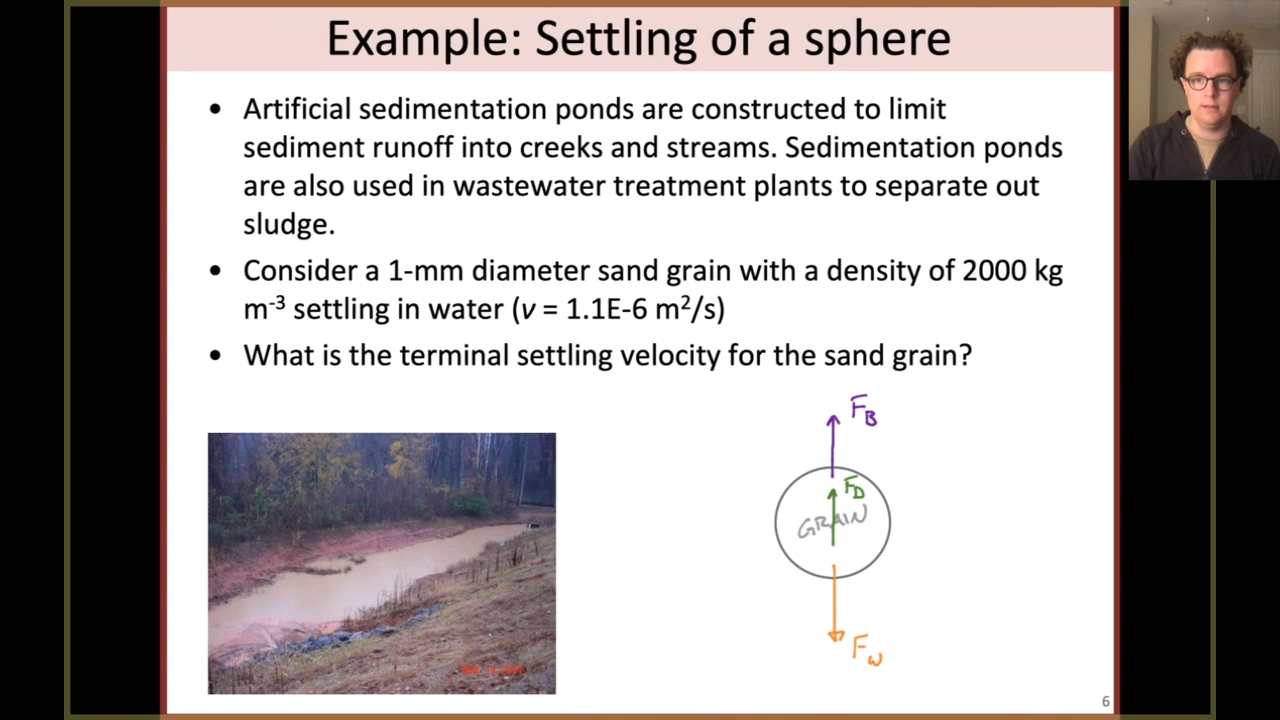 Example: Settling of a sphere
• Artificial sedimentation ponds are constructed to limit
sediment runoff into creeks and streams. Sedimentation ponds
are also used in wastewater treatment plants to separate out
sludge.
• Consider a 1-mm diameter sand grain with a density of 2000 kg
m⁻³ settling in water (ν = 1.1E-6 m²/s)
• What is the terminal settling velocity for the sand grain?
F_B
F_D
GRAIN
F_W
6